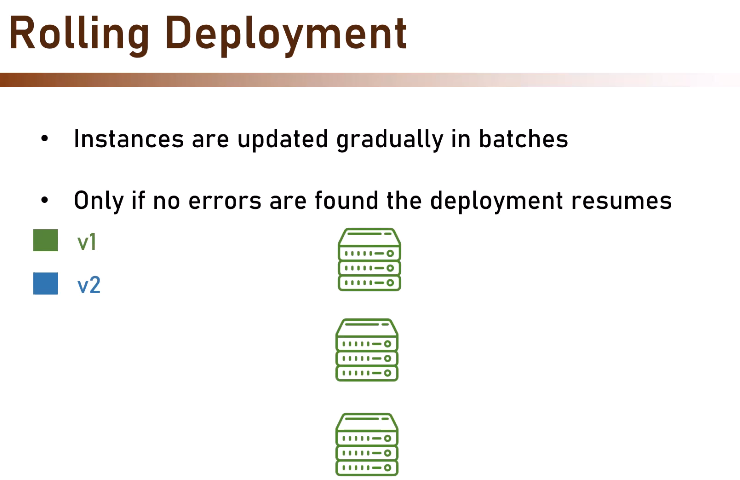 Rolling Deployment
• Instances are updated gradually in batches
• Only if no errors are found the deployment resumes
v1
v2